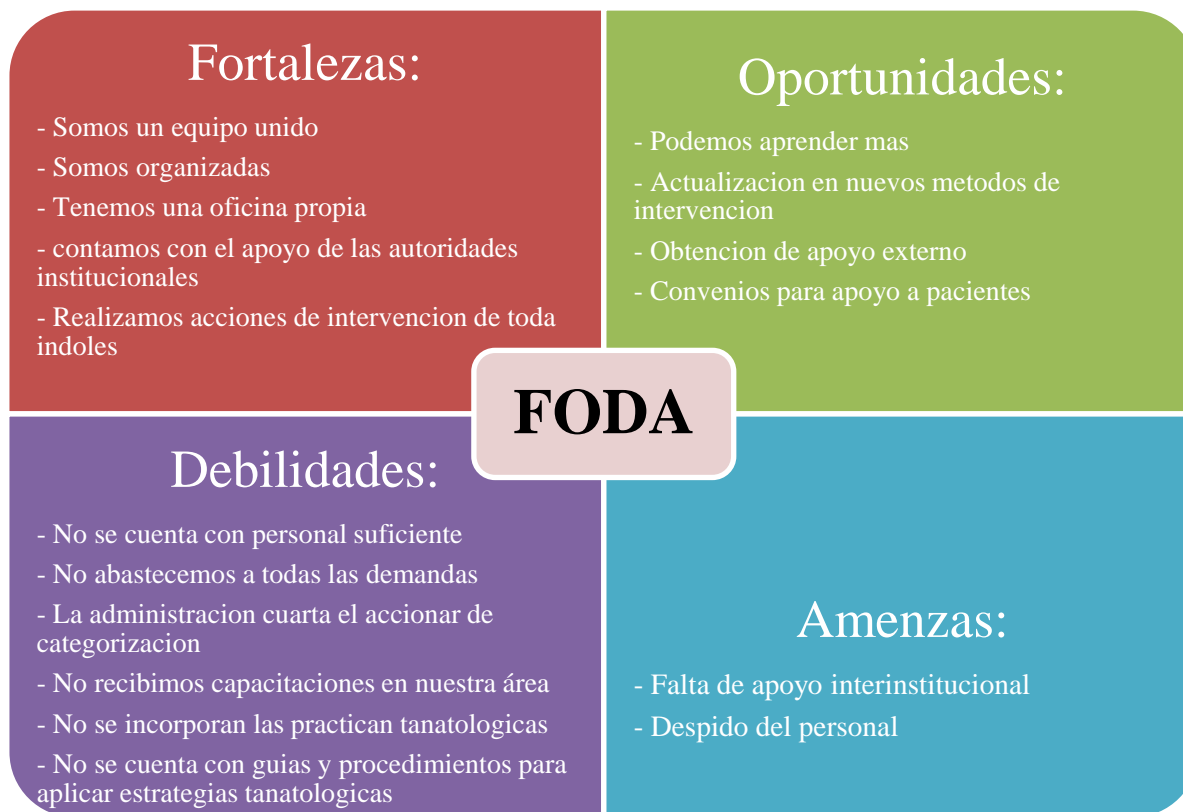 Fortalezas:
- Somos un equipo unido
- Somos organizadas
- Tenemos una oficina propia
- contamos con el apoyo de las autoridades
institucionales
- Realizamos acciones de intervencion de toda
indoles
Oportunidades:
- Podemos aprender mas
- Actualizacion en nuevos metodos de
intervencion
- Obtencion de apoyo externo
- Convenios para apoyo a pacientes
FODA
Debilidades:
- No se cuenta con personal suficiente
- No abastecemos a todas las demandas
- La administracion cuarta el accionar de
categorizacion
- No recibimos capacitaciones en nuestra área
- No se incorporan las practican tanatologicas
- No se cuenta con guias y procedimientos para
aplicar estrategias tanatologicas
Amenzas:
- Falta de apoyo interinstitucional
- Despido del personal